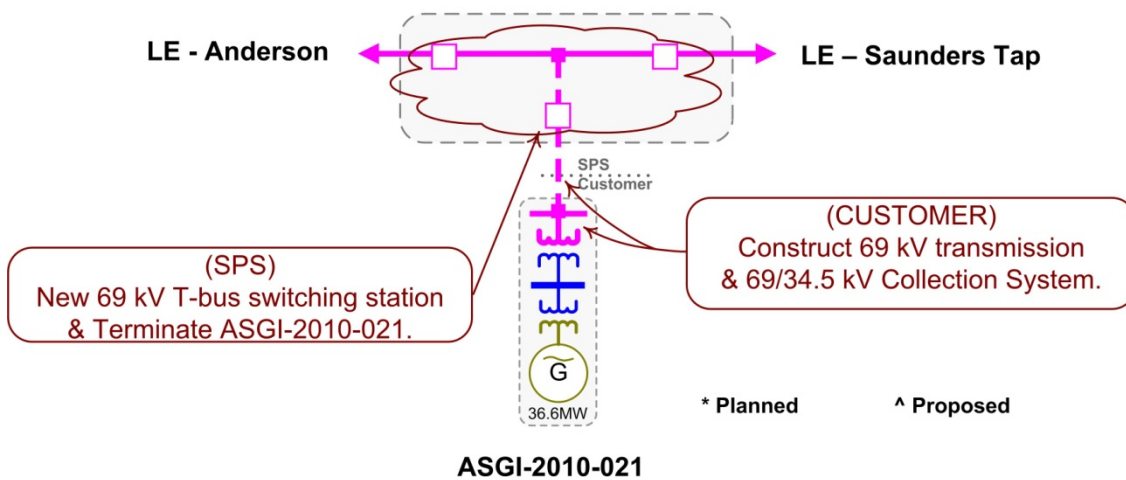 LE - Anderson
LE – Saunders Tap
SPS
Customer
(SPS)
New 69 kV T-bus switching station
& Terminate ASGI-2010-021.
(CUSTOMER)
Construct 69 kV transmission
& 69/34.5 kV Collection System.
G
36.6MW
* Planned
^ Proposed
ASGI-2010-021